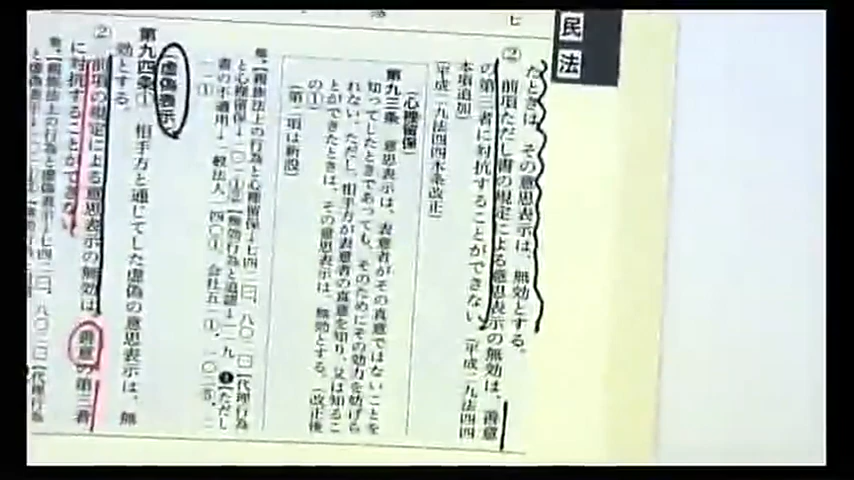 民法
たときは、その意思表示は、無効とする。
② 前項ただし書の規定による意思表示の無効は、善意
の第三者に対抗することができない。(平成二九法四四
本項追加)
(平成二九法四四本条改正)
(心裡留保)
第九三条 意思表示は、表意者がその真意ではないことを
知ってしたときであっても、そのためにその効力を妨げら
れない。ただし、相手方が表意者の真意を知り、又は知るこ
とができたときは、その意思表示は、無効とする。(改正後
の①)
(第二項は新設)
(虚偽表示)
第九四条① 相手方と通じてした虚偽の意思表示は、無
効とする。
② 前項の規定による意思表示の無効は、善意の第三者
に対抗することができない。